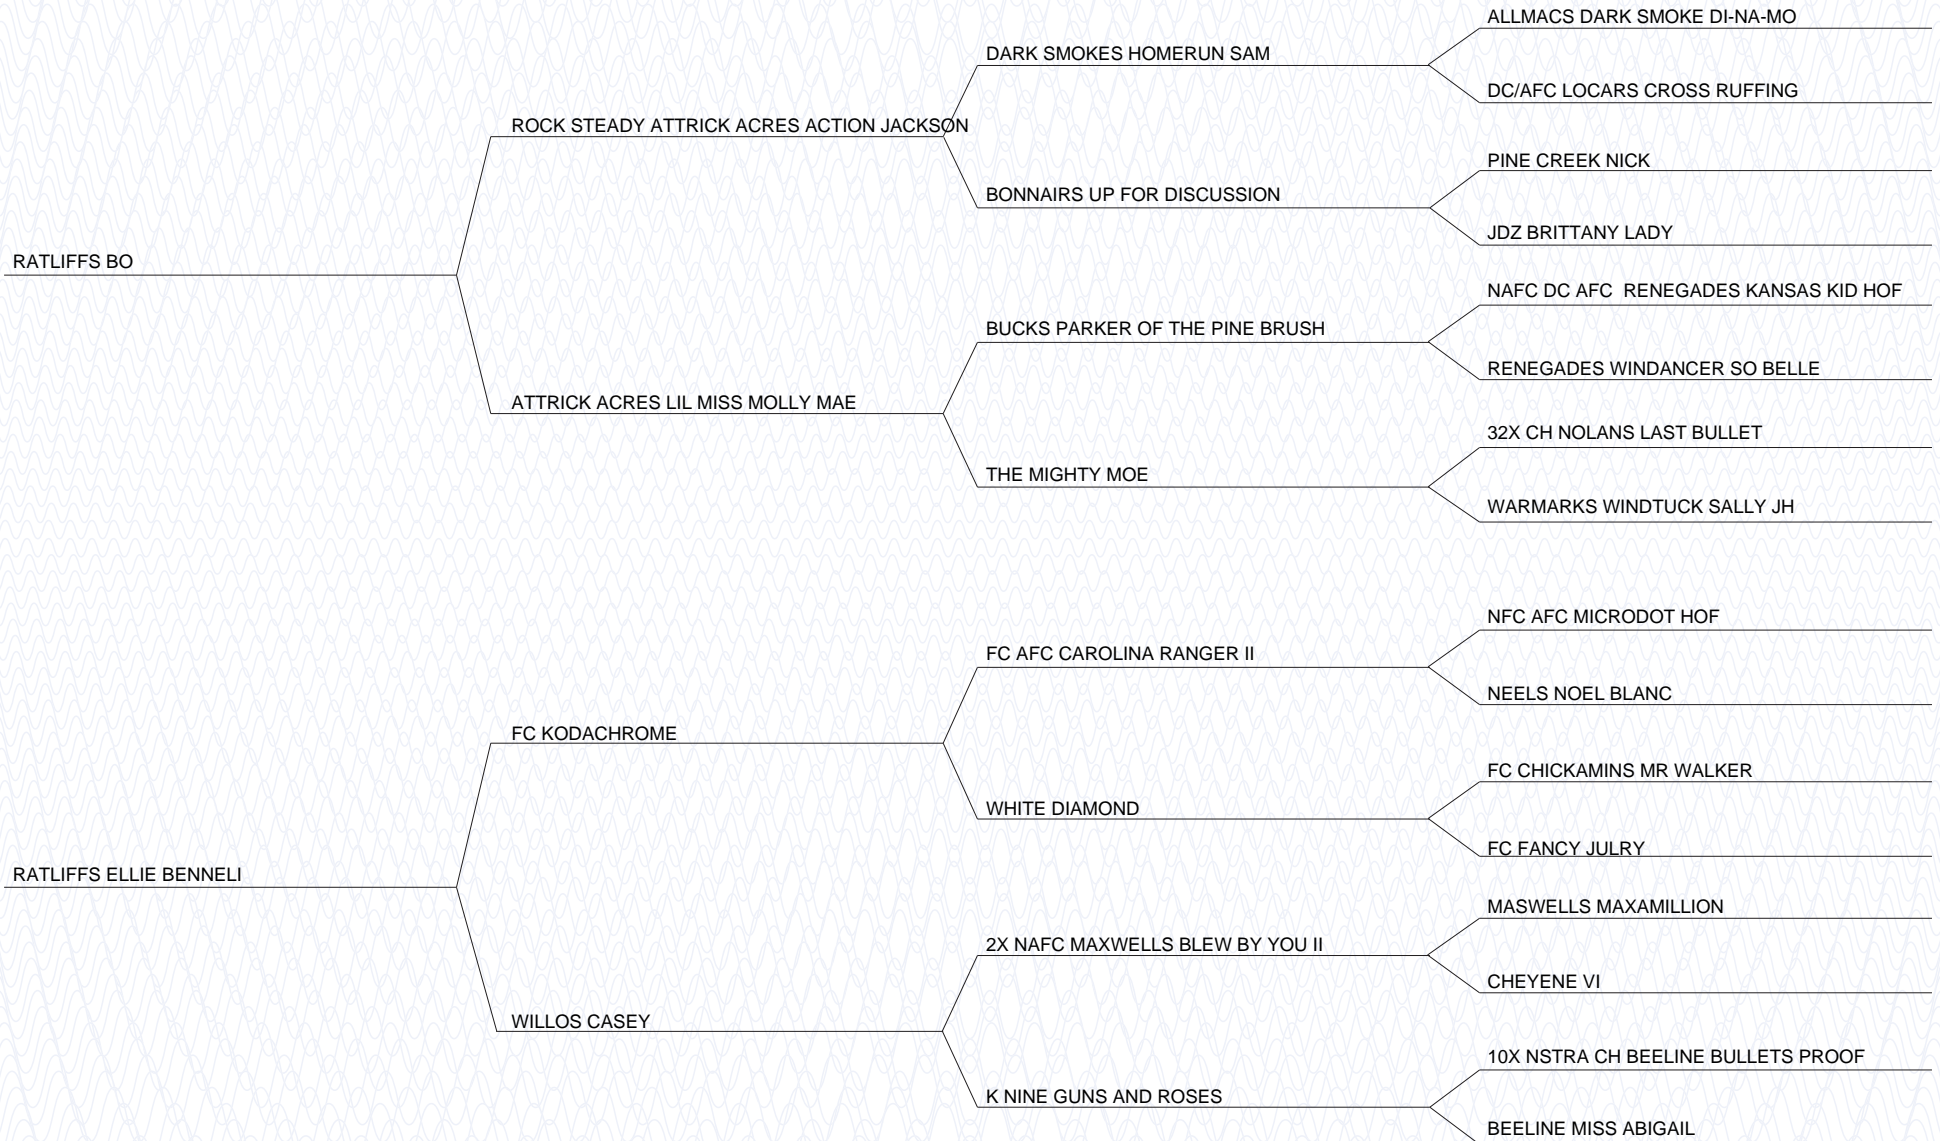 ALLMACS DARK SMOKE DI-NA-MO
DARK SMOKES HOMERUN SAM
DC/AFC LOCARS CROSS RUFFING
ROCK STEADY ATTRICK ACRES ACTION JACKSON
PINE CREEK NICK
BONNAIRS UP FOR DISCUSSION
JDZ BRITTANY LADY
RATLIFFS BO
NAFC DC AFC  RENEGADES KANSAS KID HOF
BUCKS PARKER OF THE PINE BRUSH
RENEGADES WINDANCER SO BELLE
ATTRICK ACRES LIL MISS MOLLY MAE
32X CH NOLANS LAST BULLET
THE MIGHTY MOE
WARMARKS WINDTUCK SALLY JH
NFC AFC MICRODOT HOF
FC AFC CAROLINA RANGER II
NEELS NOEL BLANC
FC KODACHROME
FC CHICKAMINS MR WALKER
WHITE DIAMOND
FC FANCY JULRY
RATLIFFS ELLIE BENNELI
MASWELLS MAXAMILLION
2X NAFC MAXWELLS BLEW BY YOU II
CHEYENE VI
WILLOS CASEY
10X NSTRA CH BEELINE BULLETS PROOF
K NINE GUNS AND ROSES
BEELINE MISS ABIGAIL